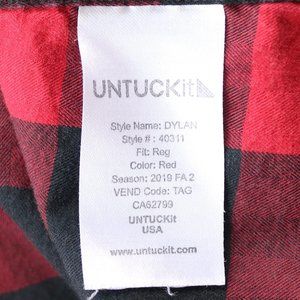 UNTUCKit
Style Name: DYLAN
Style # : 40311
Fit: Reg
Color: Red
Season: 2019 FA 2
VEND Code: TAG
CA62799
UNTUCKit
USA
www.untuckit.com